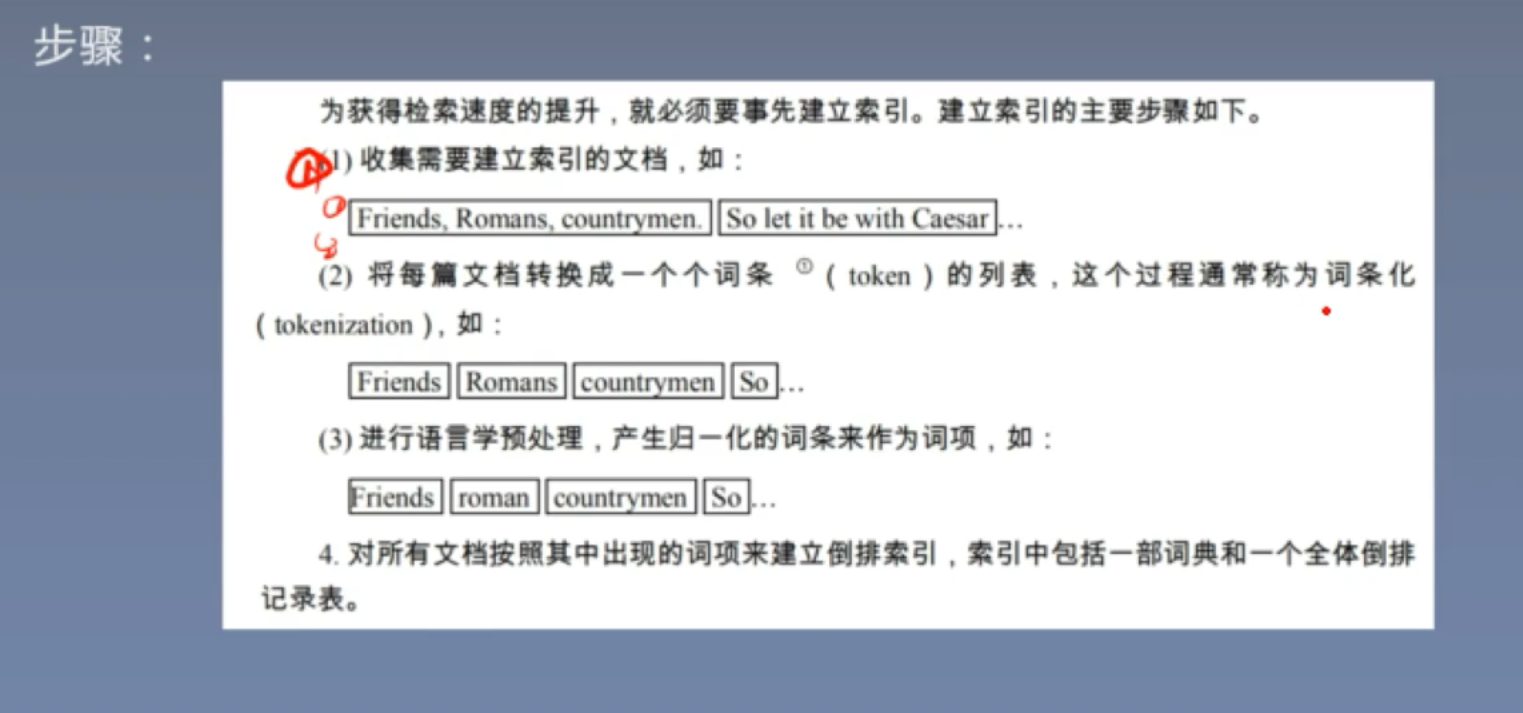 步骤：
为获得检索速度的提升，就必须要事先建立索引。建立索引的主要步骤如下。
(1) 收集需要建立索引的文档，如：
Friends, Romans, countrymen. So let it be with Caesar…
(2) 将每篇文档转换成一个个词条①（token）的列表，这个过程通常称为词条化
（tokenization），如：
Friends Romans countrymen So…
(3) 进行语言学预处理，产生归一化的词条来作为词项，如：
Friends roman countrymen So…
4. 对所有文档按照其中出现的词项来建立倒排索引，索引中包括一部词典和一个全体倒排
记录表。